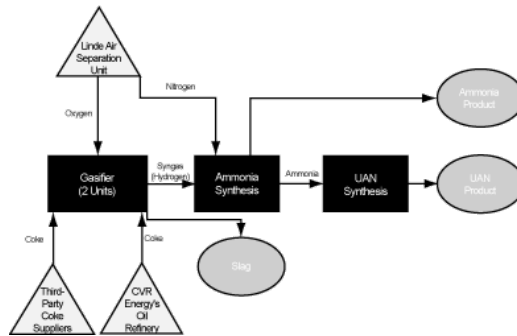 Linde Air
Separation
Unit
Ammonia
Product
Nitrogen
Oxygen
Gasifier
(2 Units)
Syngas
(Hydrogen)
Ammonia
Synthesis
Ammonia
UAN
Synthesis
UAN
Product
Slag
Coke
Coke
Third-
Party
Coke
Suppliers
CVR
Energy's
Oil
Refinery